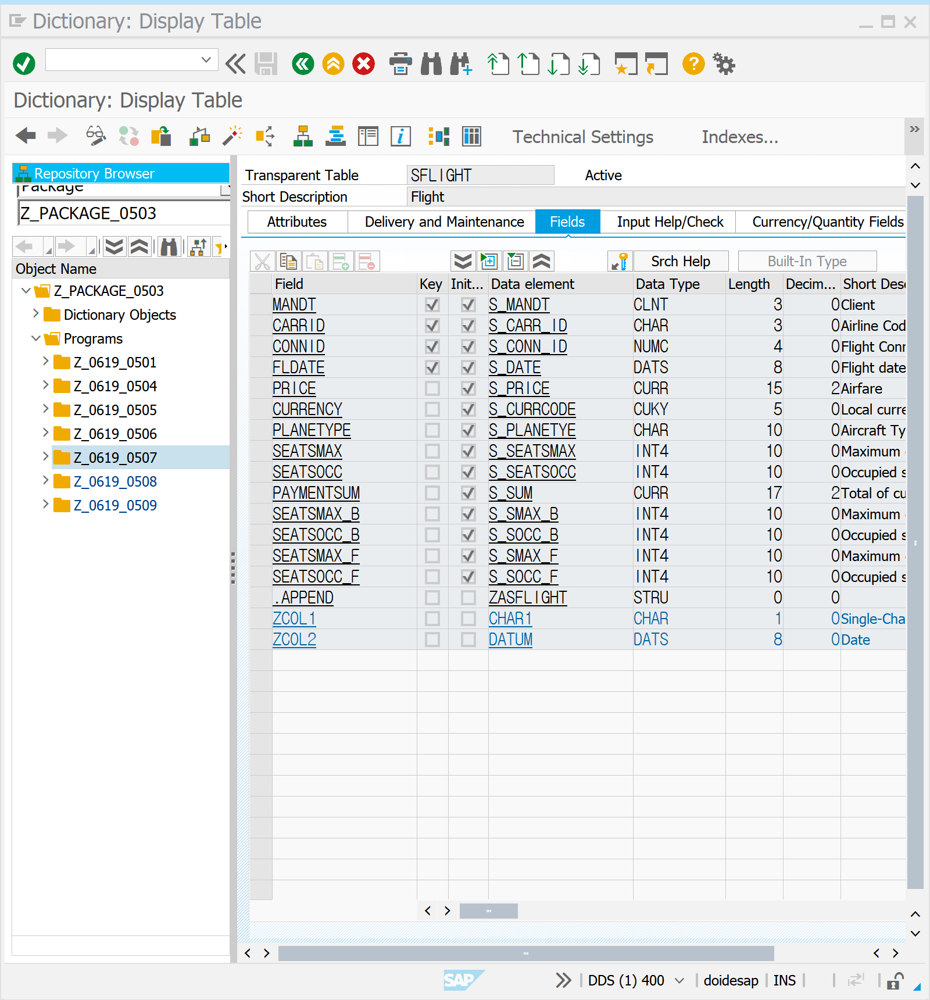 Dictionary: Display Table
Dictionary: Display Table
Technical Settings Indexes...
Repository Browser
Package
Z_PACKAGE_0503
Object Name
Z_PACKAGE_0503
Dictionary Objects
Programs
Z_0619_0501
Z_0619_0504
Z_0619_0505
Z_0619_0506
Z_0619_0507
Z_0619_0508
Z_0619_0509
Transparent Table SFLIGHT Active
Short Description Flight
Attributes Delivery and Maintenance Fields Input Help/Check Currency/Quantity Fields
Srch Help Built-In Type
Field Key Init... Data element Data Type Length Decim... Short Des
MANDT S_MANDT CLNT 3 0 Client
CARRID S_CARR_ID CHAR 3 0 Airline Cod
CONNID S_CONN_ID NUMC 4 0 Flight Conn
FLDATE S_DATE DATS 8 0 Flight date
PRICE S_PRICE CURR 15 2 Airfare
CURRENCY S_CURRCODE CUKY 5 0 Local curre
PLANETYPE S_PLANETYE CHAR 10 0 Aircraft Ty
SEATSMAX S_SEATSMAX INT4 10 0 Maximum
SEATSOCC S_SEATSOCC INT4 10 0 Occupied s
PAYMENTSUM S_SUM CURR 17 2 Total of cu
SEATSMAX_B S_SMAX_B INT4 10 0 Maximum
SEATSOCC_B S_SOCC_B INT4 10 0 Occupied s
SEATSMAX_F S_SMAX_F INT4 10 0 Maximum
SEATSOCC_F S_SOCC_F INT4 10 0 Occupied s
.APPEND ZASFLIGHT STRU 0 0
ZCOL1 CHAR1 CHAR 1 0 Single-Cha
ZCOL2 DATUM DATS 8 0 Date
SAP DDS (1) 400 doidesap INS